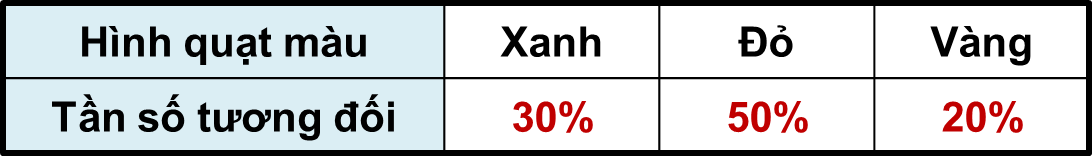 Hình quạt màu Xanh Đỏ Vàng
Tần số tương đối 30% 50% 20%